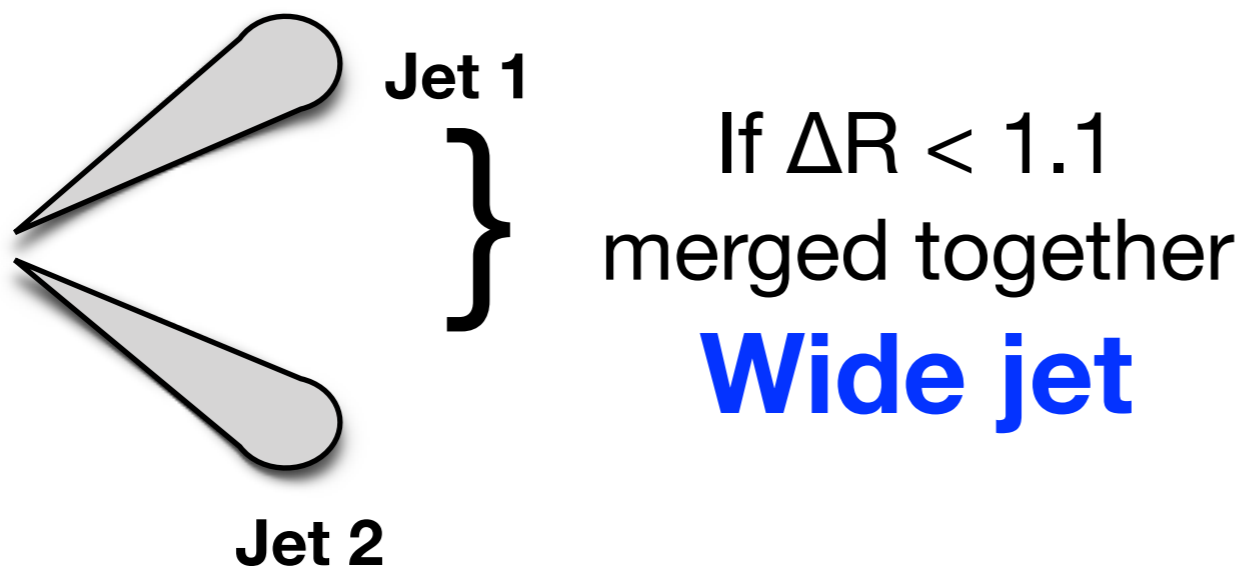 Jet 1
If ΔR < 1.1
merged together
Wide jet
Jet 2